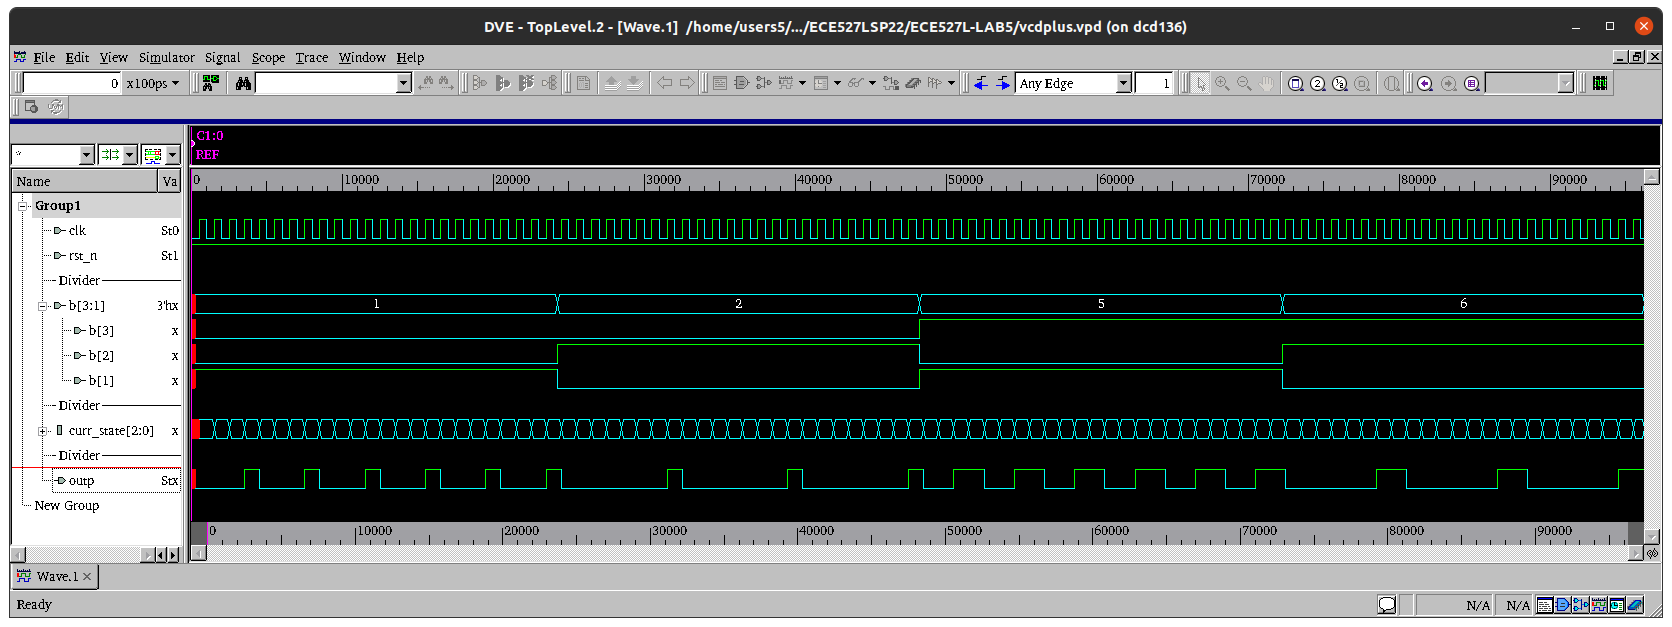 DVE - TopLevel.2 - [Wave.1] /home/users5/.../ECE527LSP22/ECE527L-LAB5/vcdplus.vpd (on dcd136)
File Edit View Simulator Signal Scope Trace Window Help
0 x100ps Any Edge 1
C1:0
REF
*
Name Va
0 10000 20000 30000 40000 50000 60000 70000 80000 90000
Group1
clk St0
rst_n St1
Divider
b[3:1] 3'hx 1 2 5 6
b[3] x
b[2] x
b[1] x
Divider
curr_state[2:0] x
Divider
outp Stx
New Group
0 10000 20000 30000 40000 50000 60000 70000 80000 90000
Wave.1
Ready N/A N/A